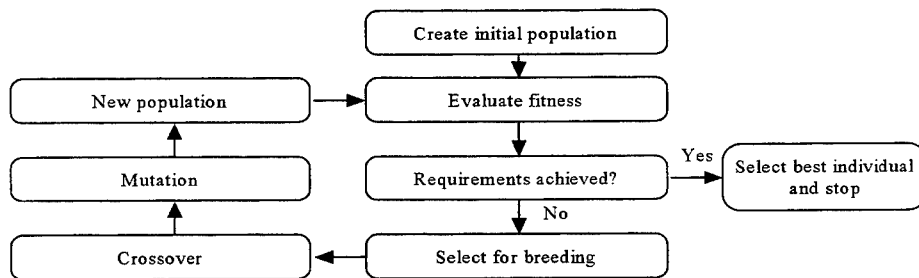 Create initial population
New population
Evaluate fitness
Mutation
Requirements achieved?
Yes
Select best individual
and stop
No
Crossover
Select for breeding